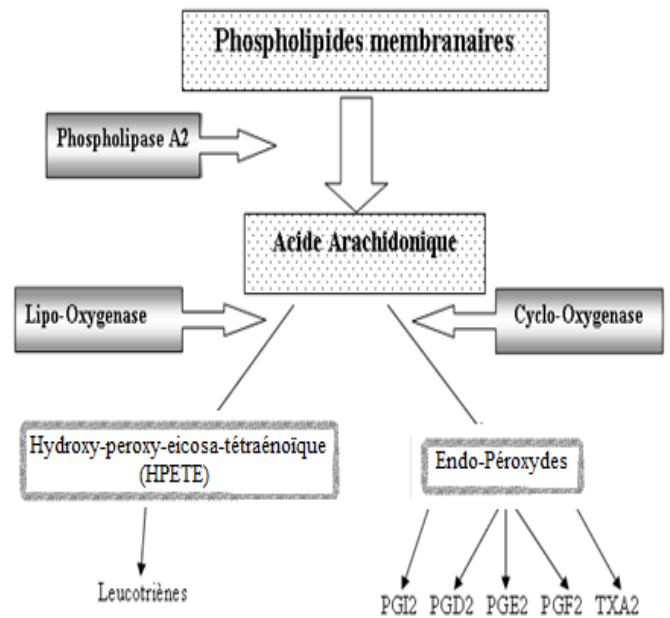 Phospholipides membranaires
Phospholipase A2
Acide Arachidonique
Lipo-Oxygenase
Cyclo-Oxygenase
Hydroxy-peroxy-eicosa-tétraénoïque
(HPETE)
Endo-Péroxydes
Leucotriènes
PGI2 PGD2 PGE2 PGF2 TXA2